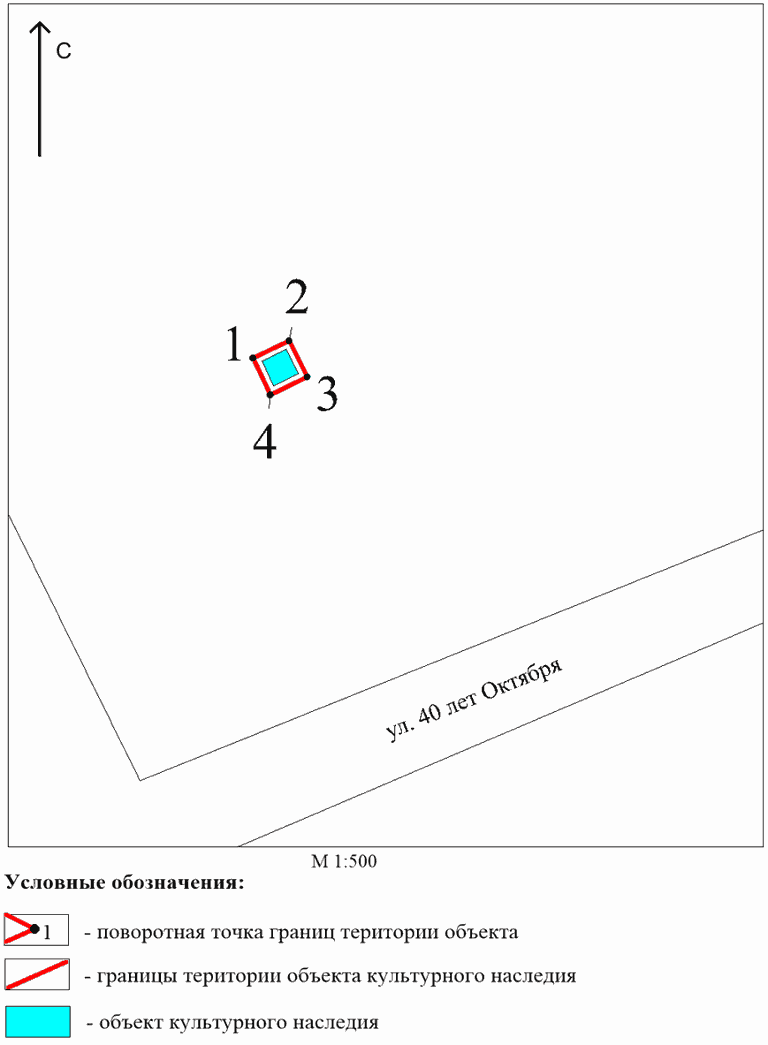 С
2
1
3
4
ул. 40 лет Октября
М 1:500
Условные обозначения:
1 - поворотная точка границ територии объекта
- границы територии объекта культурного наследия
- объект культурного наследия